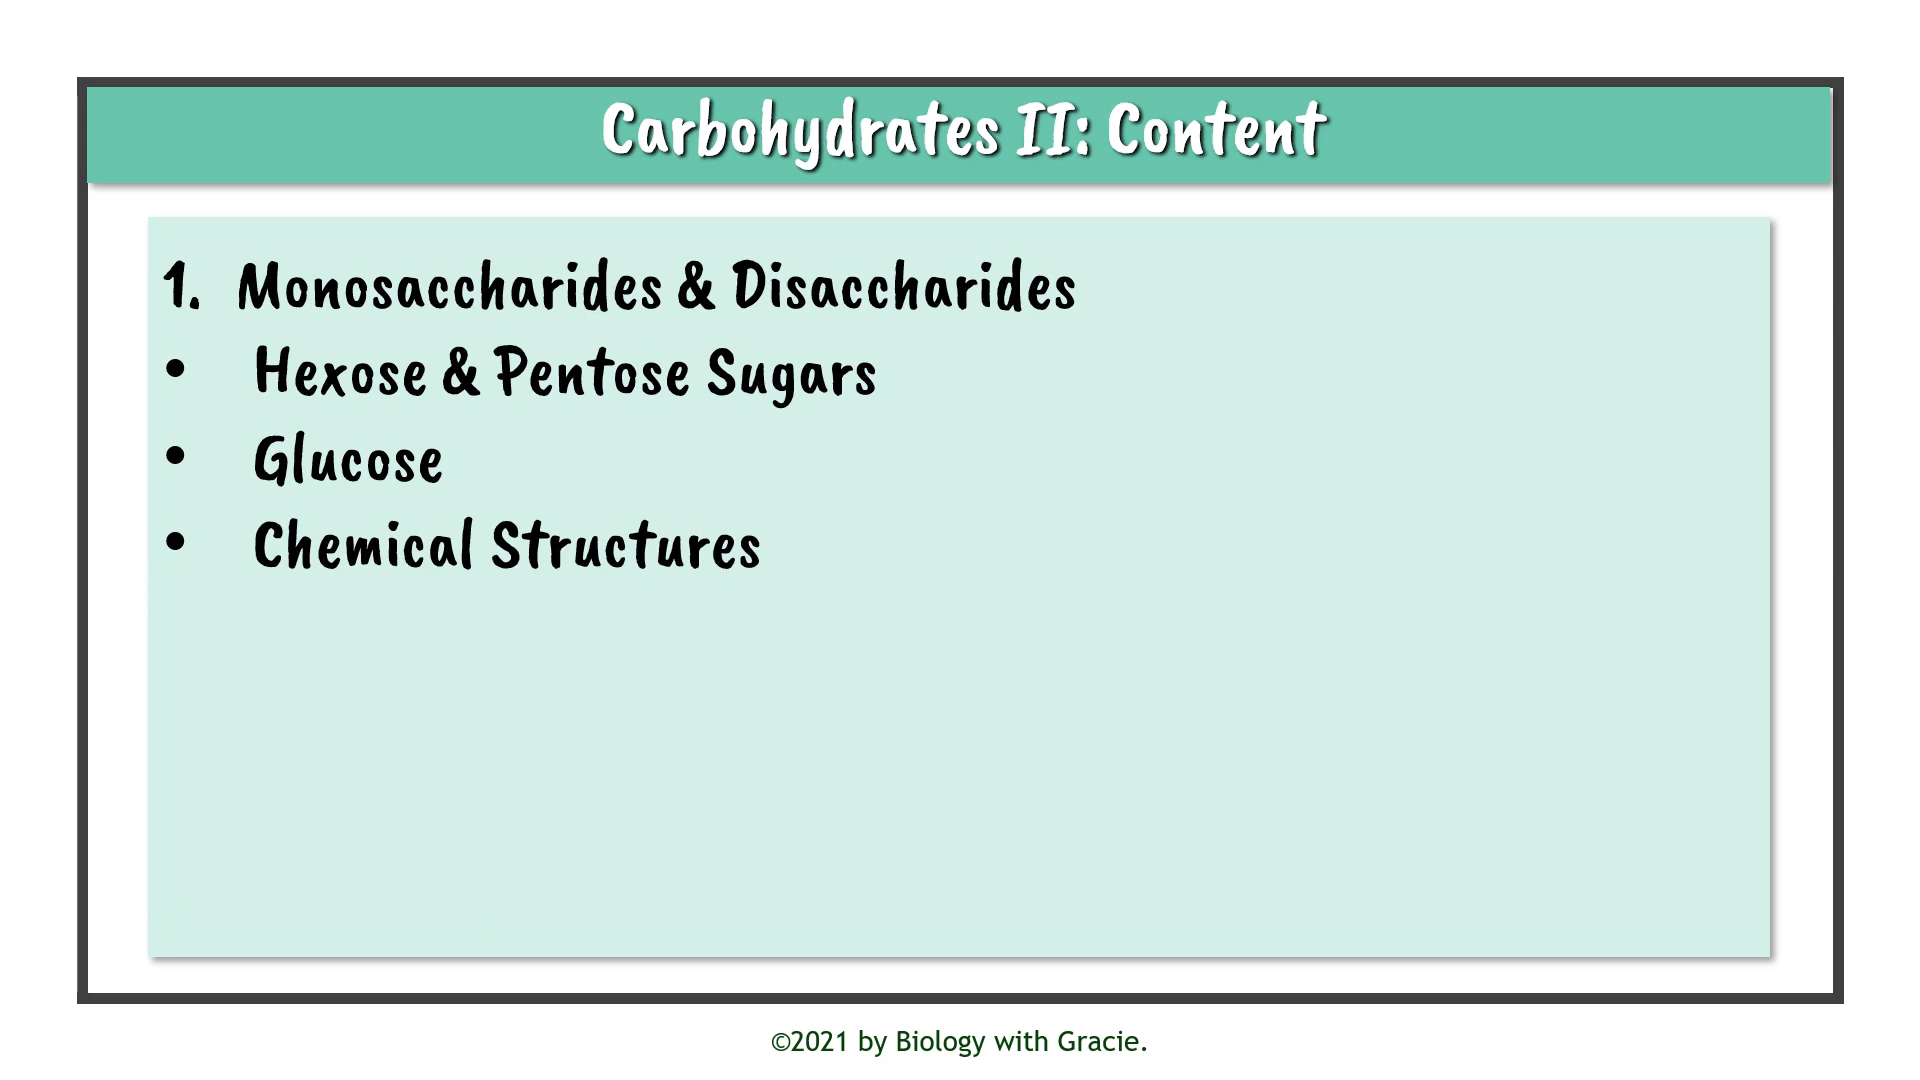 Carbohydrates II: Content
1. Monosaccharides & Disaccharides
• Hexose & Pentose Sugars
• Glucose
• Chemical Structures
©2021 by Biology with Gracie.